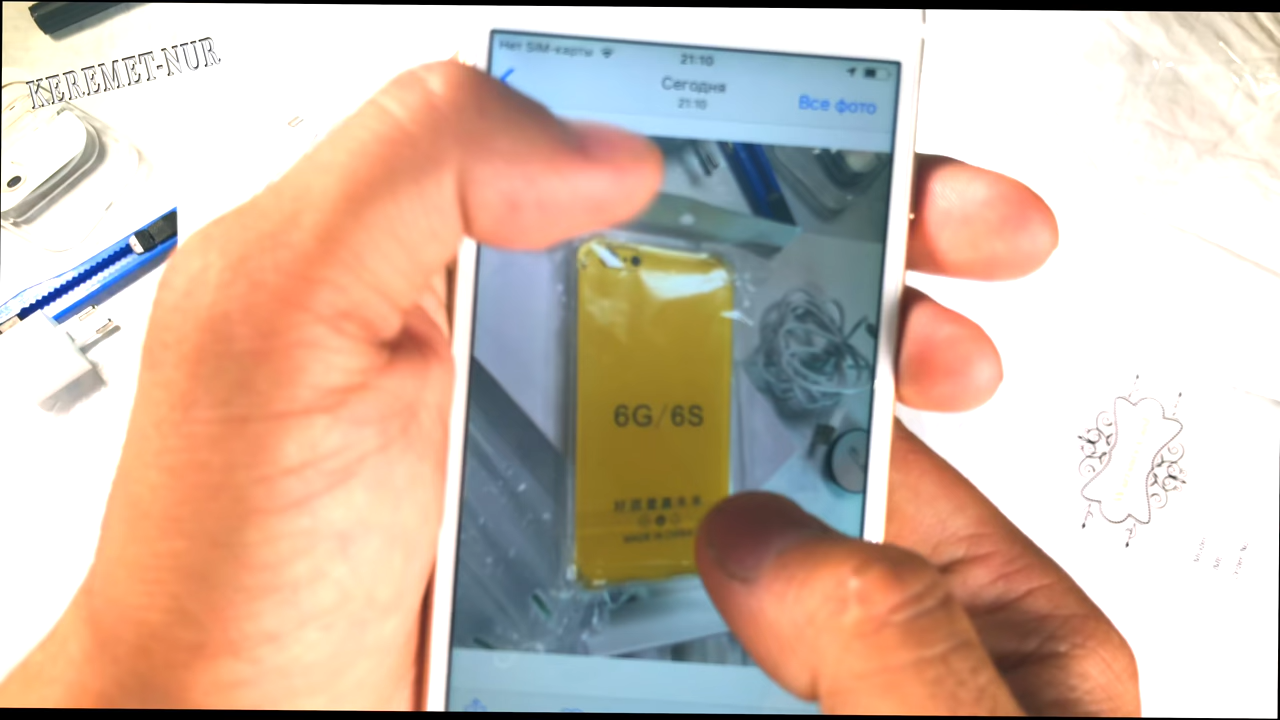 KEREMET-NUR
Нет SIM-карты
21:10
Сегодня
21:10
Все фото
6G/6S
MADE IN CHINA